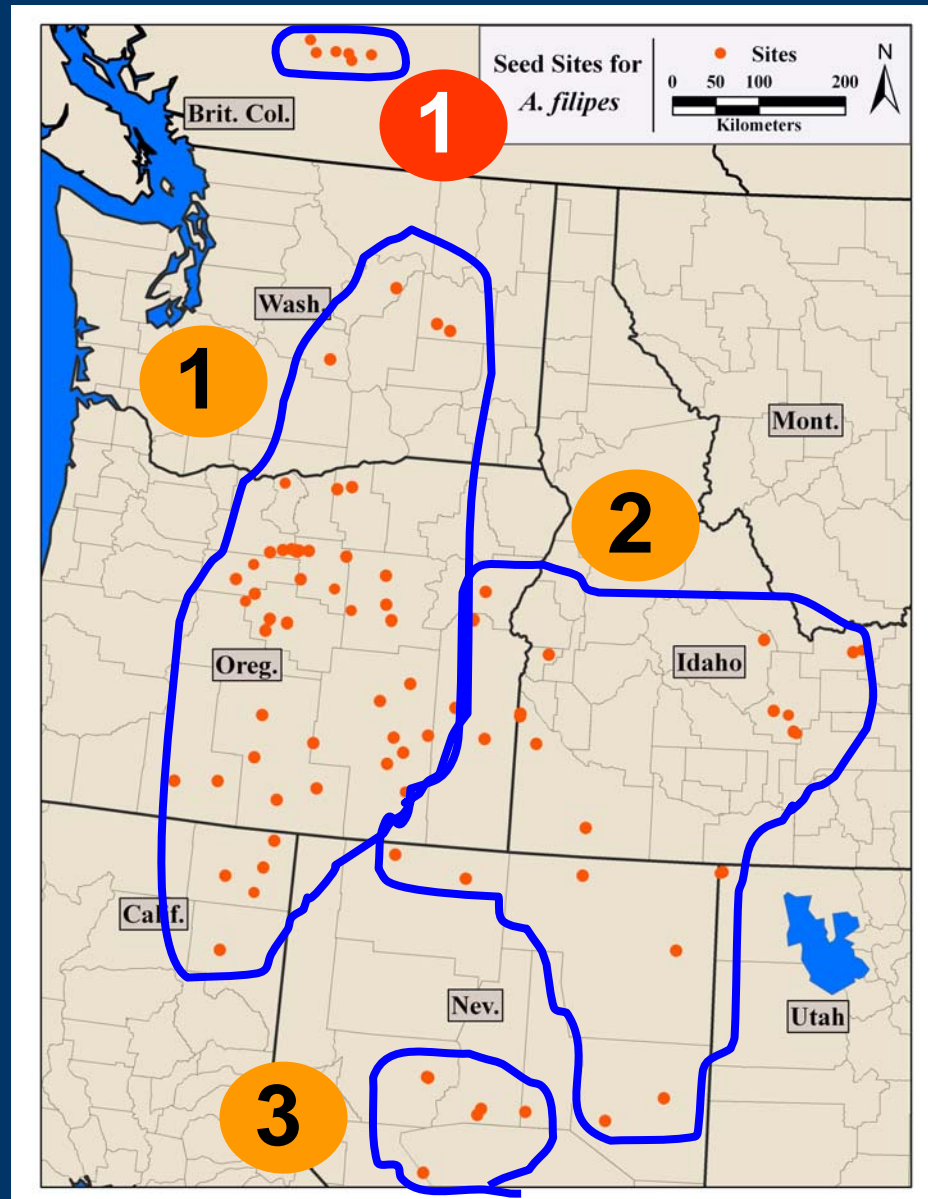 Seed Sites for
A. filipes
Sites
N
0 50 100 200
Kilometers
Brit. Col.
1
Wash.
1
Mont.
2
Oreg.
Idaho
Calif.
Nev.
Utah
3